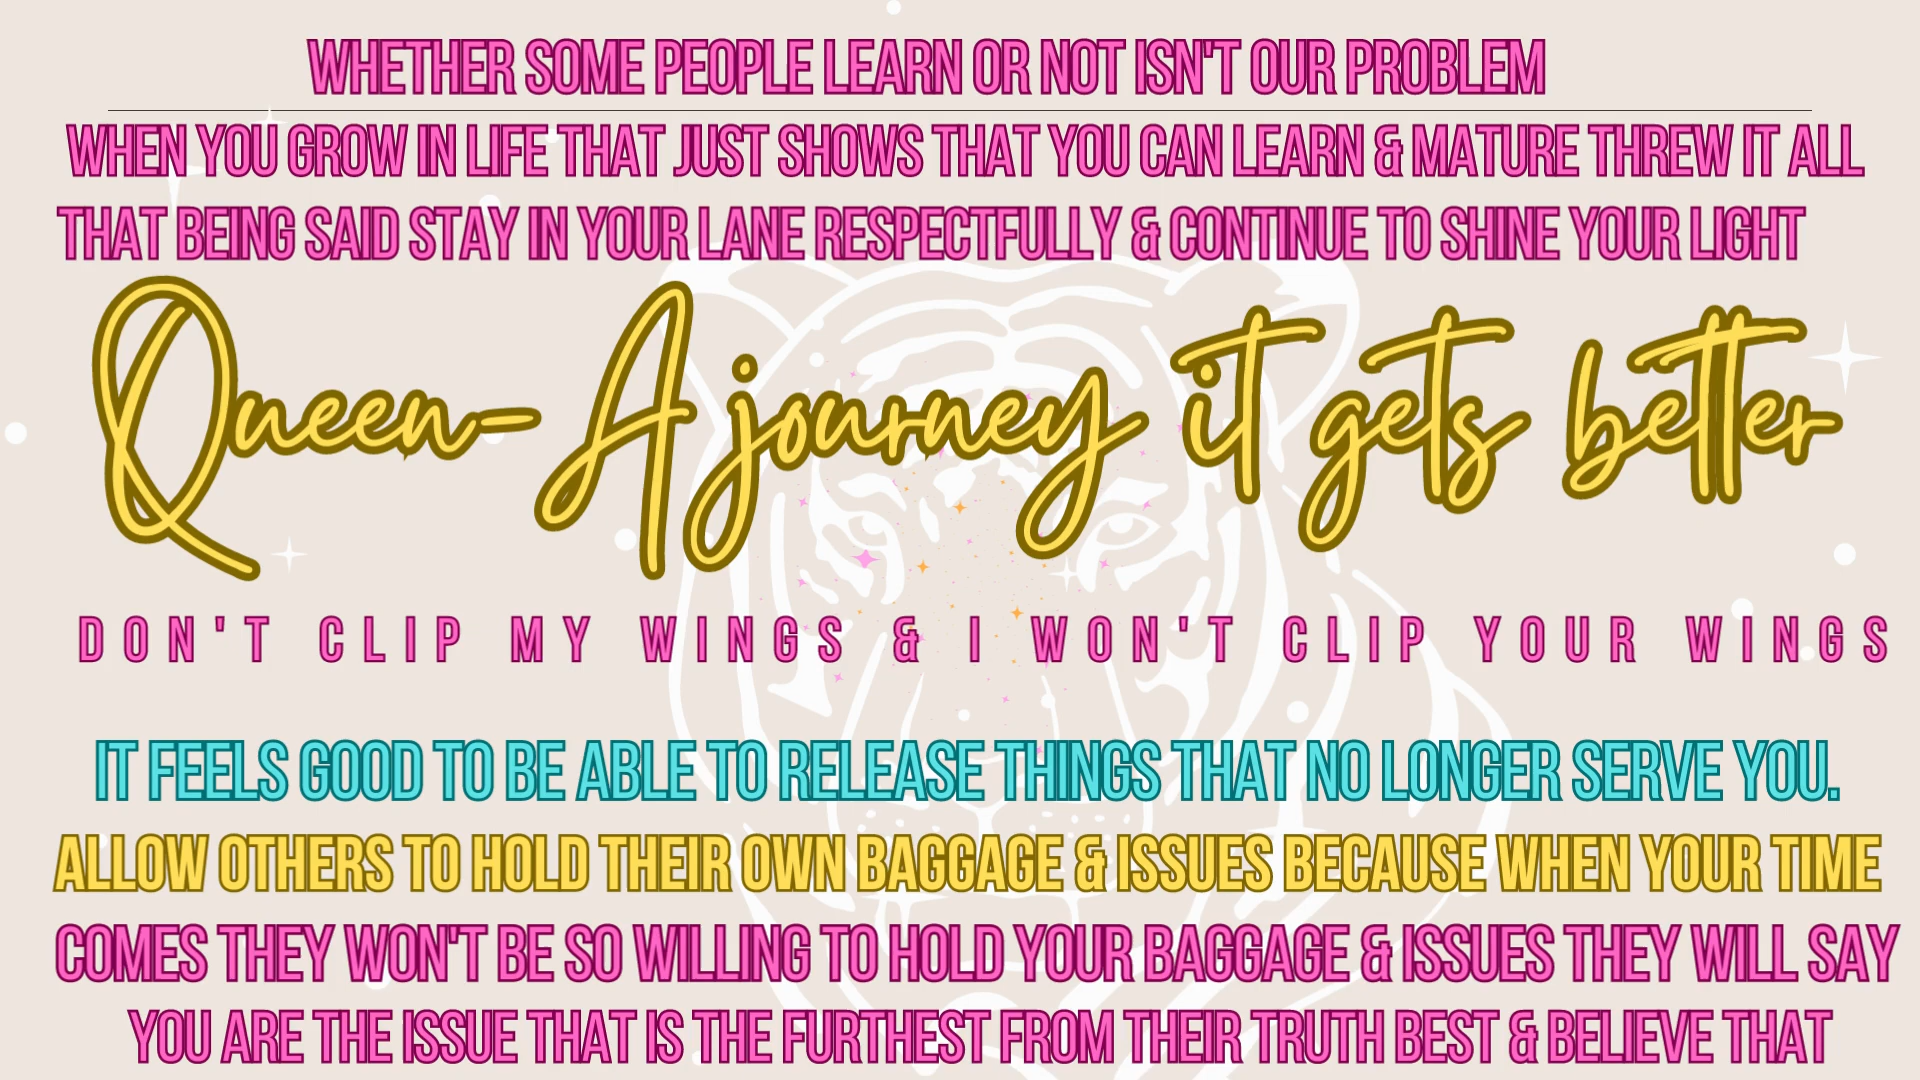 WHETHER SOME PEOPLE LEARN OR NOT ISN'T OUR PROBLEM
WHEN YOU GROW IN LIFE THAT JUST SHOWS THAT YOU CAN LEARN & MATURE THREW IT ALL
THAT BEING SAID STAY IN YOUR LANE RESPECTFULLY & CONTINUE TO SHINE YOUR LIGHT
Queen- A journey it gets better
DON'T CLIP MY WINGS & I WON'T CLIP YOUR WINGS
IT FEELS GOOD TO BE ABLE TO RELEASE THINGS THAT NO LONGER SERVE YOU.
ALLOW OTHERS TO HOLD THEIR OWN BAGGAGE & ISSUES BECAUSE WHEN YOUR TIME
COMES THEY WON'T BE SO WILLING TO HOLD YOUR BAGGAGE & ISSUES THEY WILL SAY
YOU ARE THE ISSUE THAT IS THE FURTHEST FROM THEIR TRUTH BEST & BELIEVE THAT